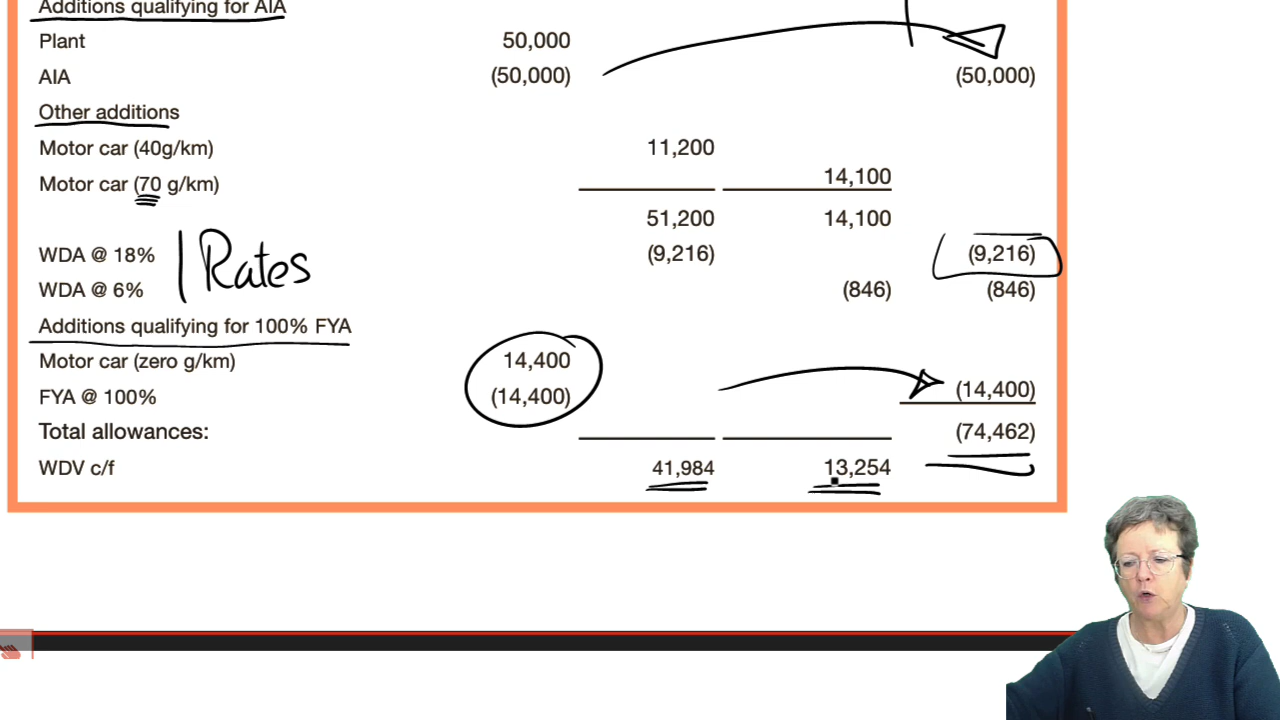 Additions qualifying for AIA
Plant 50,000
AIA (50,000) (50,000)
Other additions
Motor car (40g/km) 11,200
Motor car (70 g/km) 14,100
51,200 14,100
WDA @ 18% (9,216) (9,216)
Rates
WDA @ 6% (846) (846)
Additions qualifying for 100% FYA
Motor car (zero g/km) 14,400
FYA @ 100% (14,400) (14,400)
Total allowances: (74,462)
WDV c/f 41,984 13,254